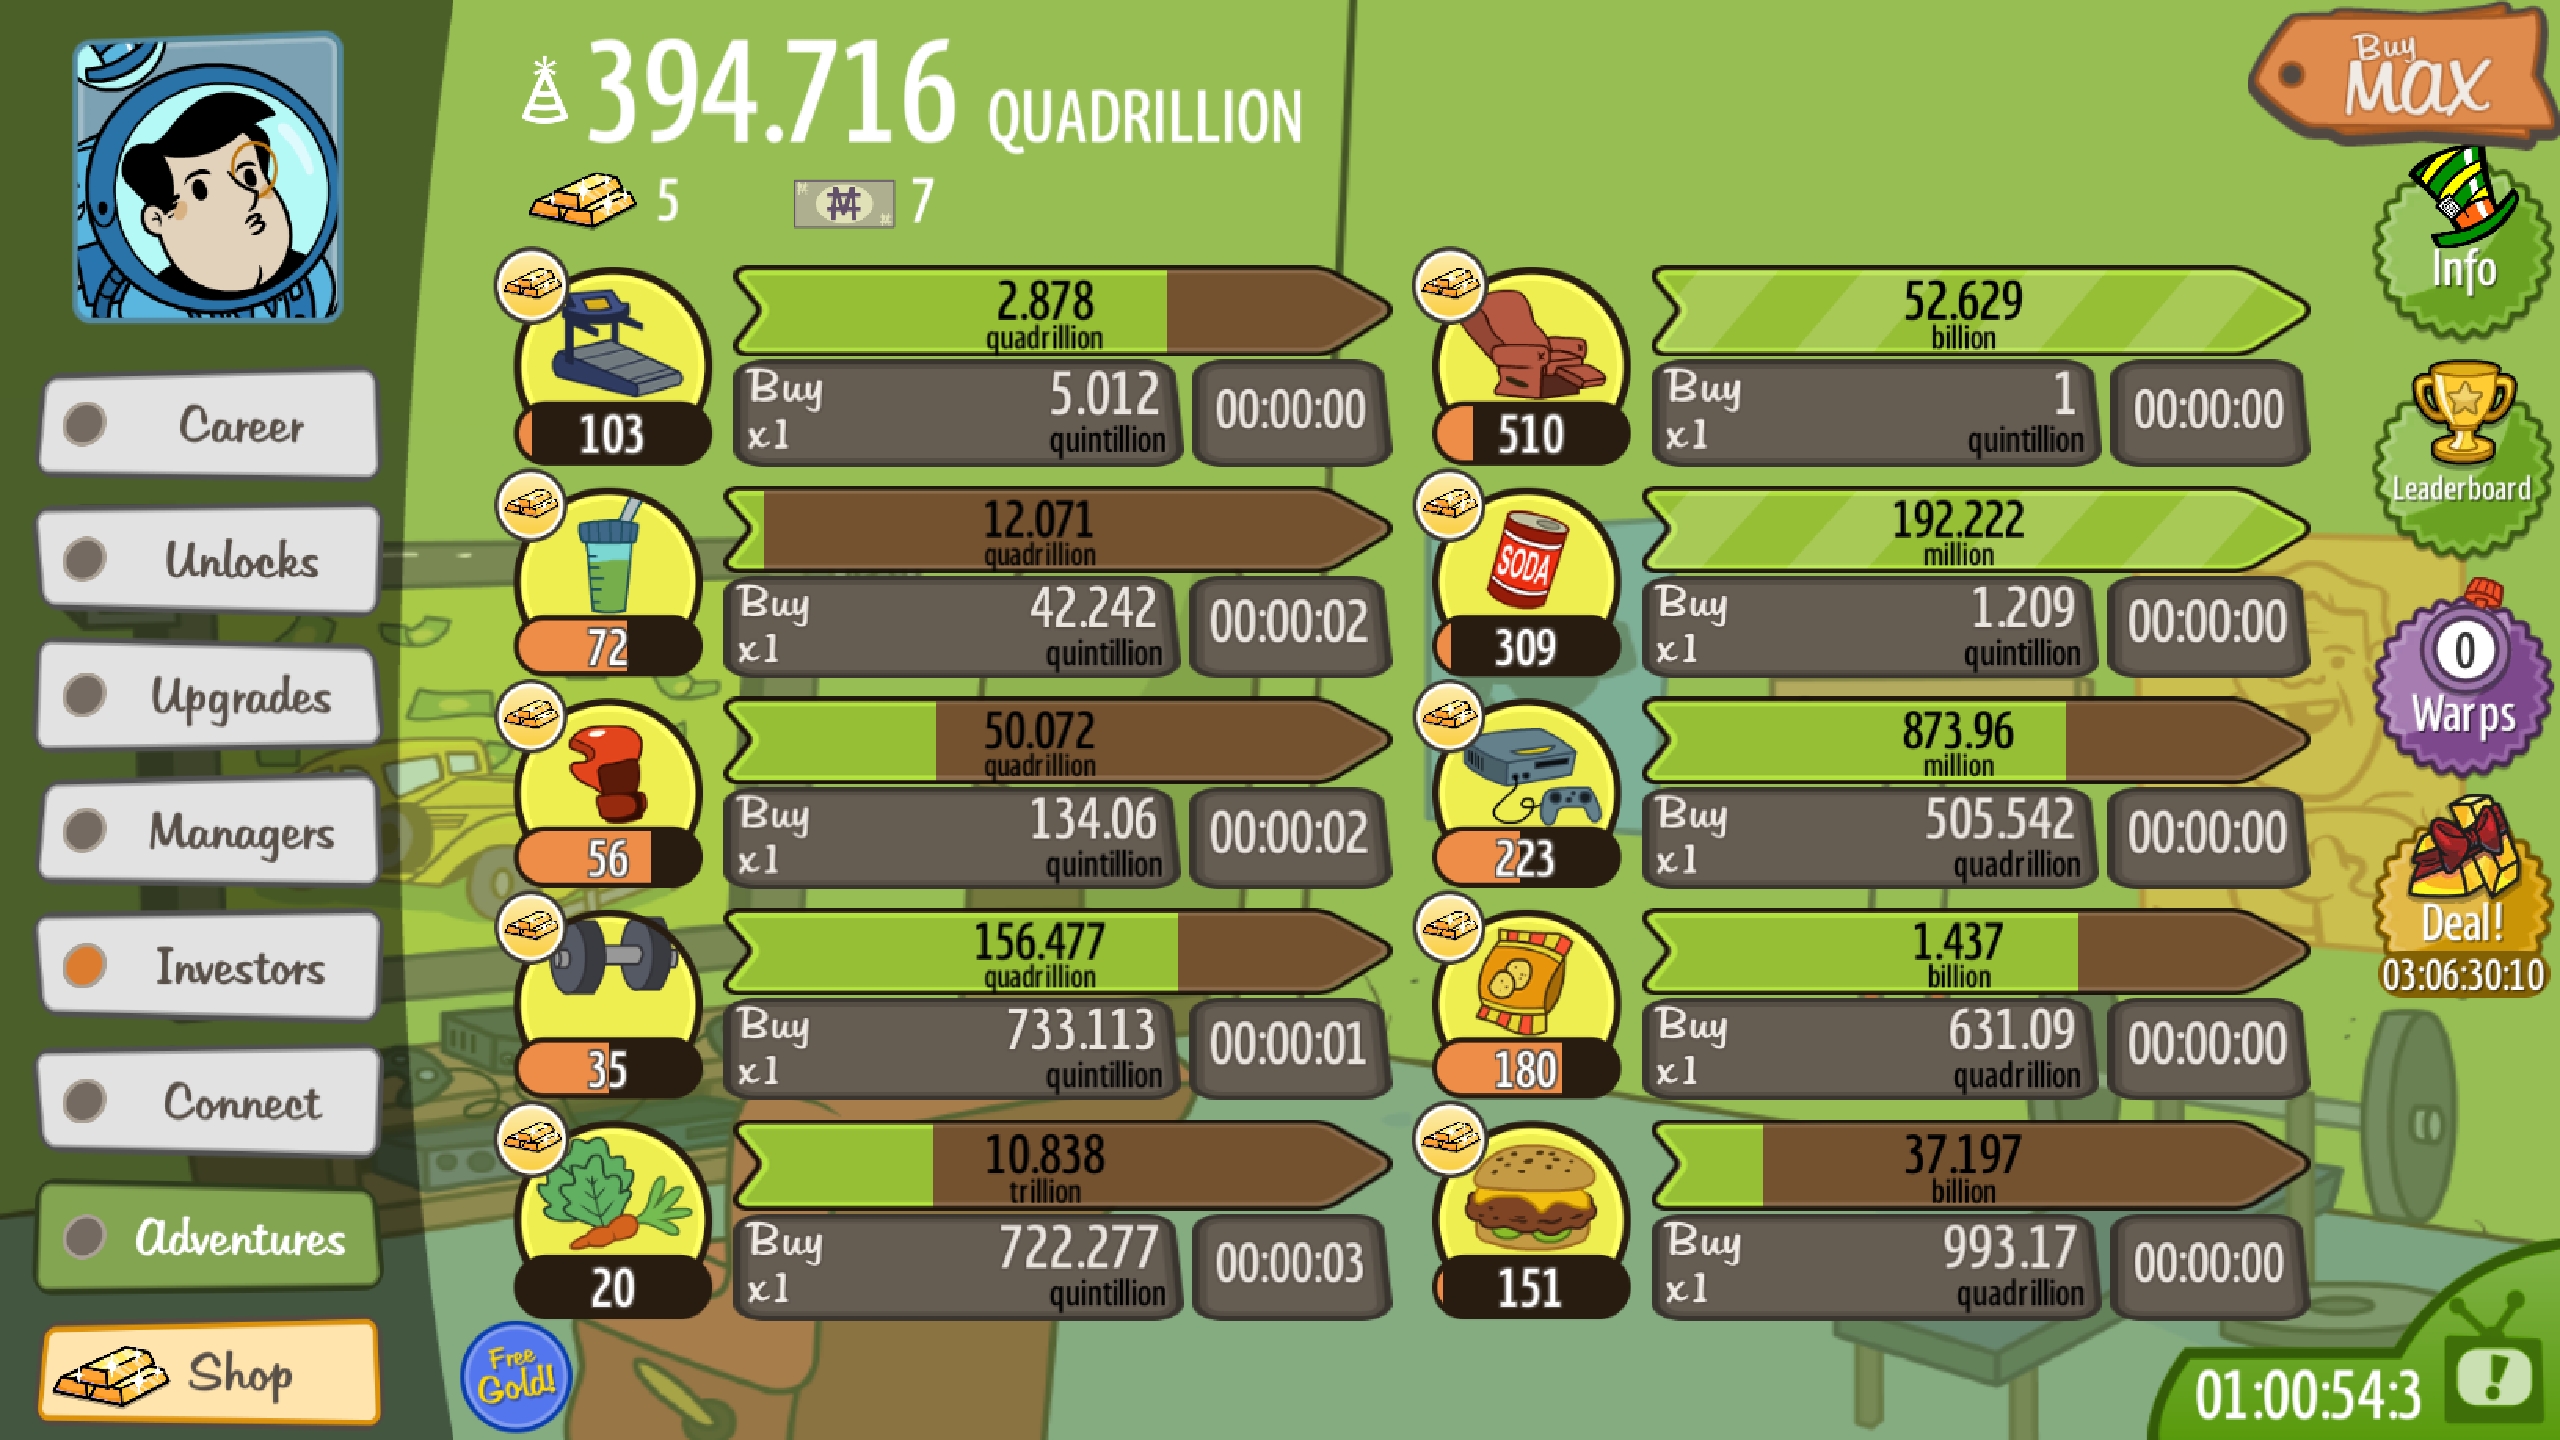 394.716 QUADRILLION
5
7
Buy
MAX
Career
Unlocks
Upgrades
Managers
Investors
Connect
Adventures
Shop
2.878
quadrillion
Buy
x1
5.012
quintillion
00:00:00
103
12.071
quadrillion
Buy
x1
42.242
quintillion
00:00:02
72
50.072
quadrillion
Buy
x1
134.06
quintillion
00:00:02
56
156.477
quadrillion
Buy
x1
733.113
quintillion
00:00:01
35
10.838
trillion
Buy
x1
722.277
quintillion
00:00:03
20
52.629
billion
Buy
x1
1
quintillion
00:00:00
510
SODA
192.222
million
Buy
x1
1.209
quintillion
00:00:00
309
873.96
million
Buy
x1
505.542
quadrillion
00:00:00
223
1.437
billion
Buy
x1
631.09
quadrillion
00:00:00
180
37.197
billion
Buy
x1
993.17
quadrillion
00:00:00
151
Info
Leaderboard
0
Warps
Deal!
03:06:30:10
Free
Gold!
01:00:54:3
!